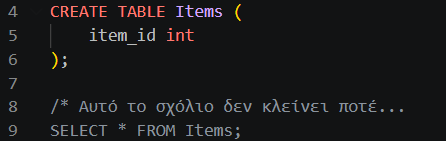 4 CREATE TABLE Items (
5     item_id int
6 );
7
8 /* Αυτό το σχόλιο δεν κλείνει ποτέ...
9 SELECT * FROM Items;